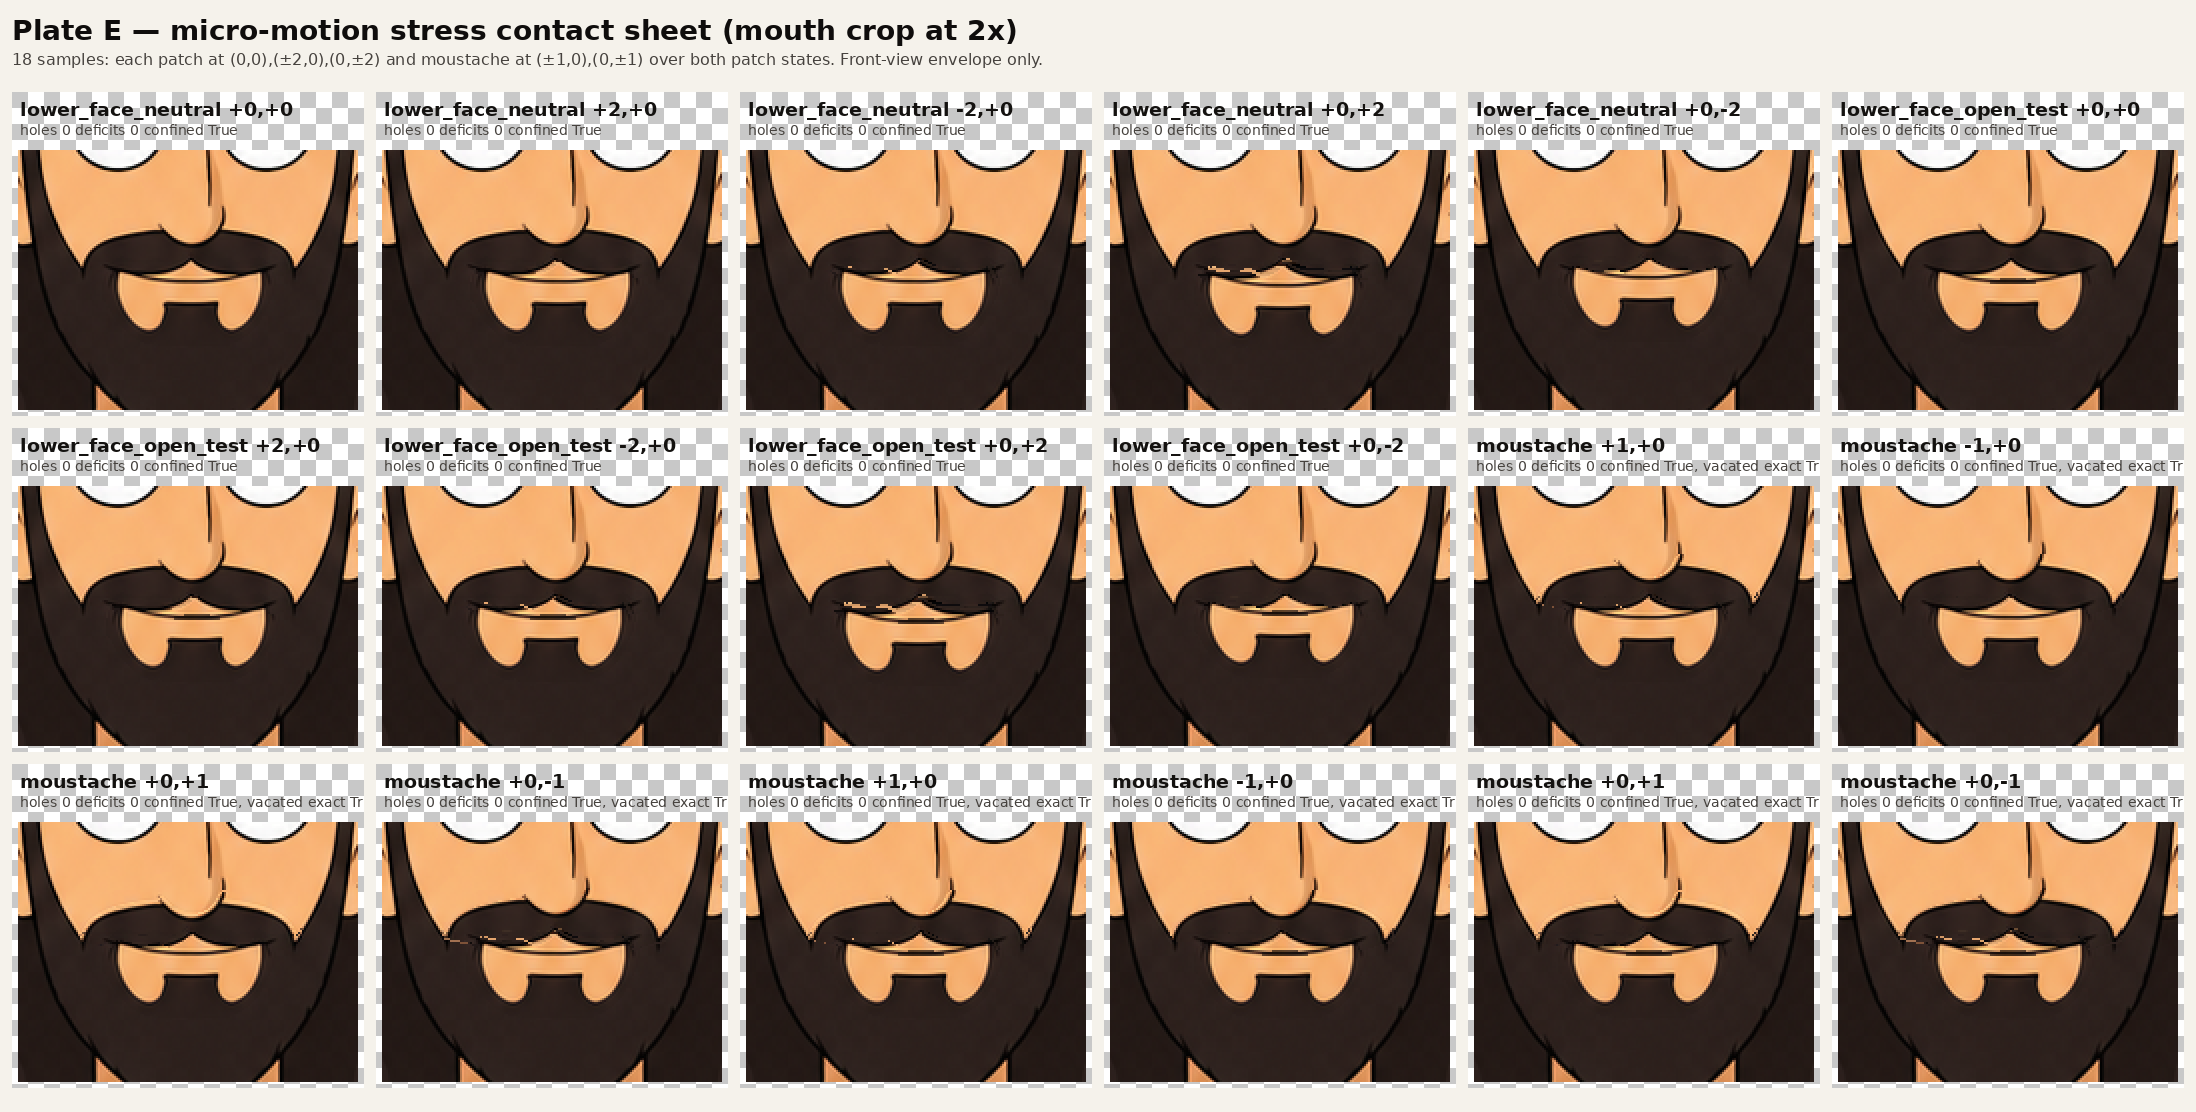 Plate E — micro-motion stress contact sheet (mouth crop at 2x)
18 samples: each patch at (0,0),(±2,0),(0,±2) and moustache at (±1,0),(0,±1) over both patch states. Front-view envelope only.
lower_face_neutral +0,+0
holes 0 deficits 0 confined True
lower_face_neutral +2,+0
holes 0 deficits 0 confined True
lower_face_neutral -2,+0
holes 0 deficits 0 confined True
lower_face_neutral +0,+2
holes 0 deficits 0 confined True
lower_face_neutral +0,-2
holes 0 deficits 0 confined True
lower_face_open_test +0,+0
holes 0 deficits 0 confined True
lower_face_open_test +2,+0
holes 0 deficits 0 confined True
lower_face_open_test -2,+0
holes 0 deficits 0 confined True
lower_face_open_test +0,+2
holes 0 deficits 0 confined True
lower_face_open_test +0,-2
holes 0 deficits 0 confined True
moustache +1,+0
holes 0 deficits 0 confined True, vacated exact Tr
moustache -1,+0
holes 0 deficits 0 confined True, vacated exact Tr
moustache +0,+1
holes 0 deficits 0 confined True, vacated exact Tr
moustache +0,-1
holes 0 deficits 0 confined True, vacated exact Tr
moustache +1,+0
holes 0 deficits 0 confined True, vacated exact Tr
moustache -1,+0
holes 0 deficits 0 confined True, vacated exact Tr
moustache +0,+1
holes 0 deficits 0 confined True, vacated exact Tr
moustache +0,-1
holes 0 deficits 0 confined True, vacated exact Tr